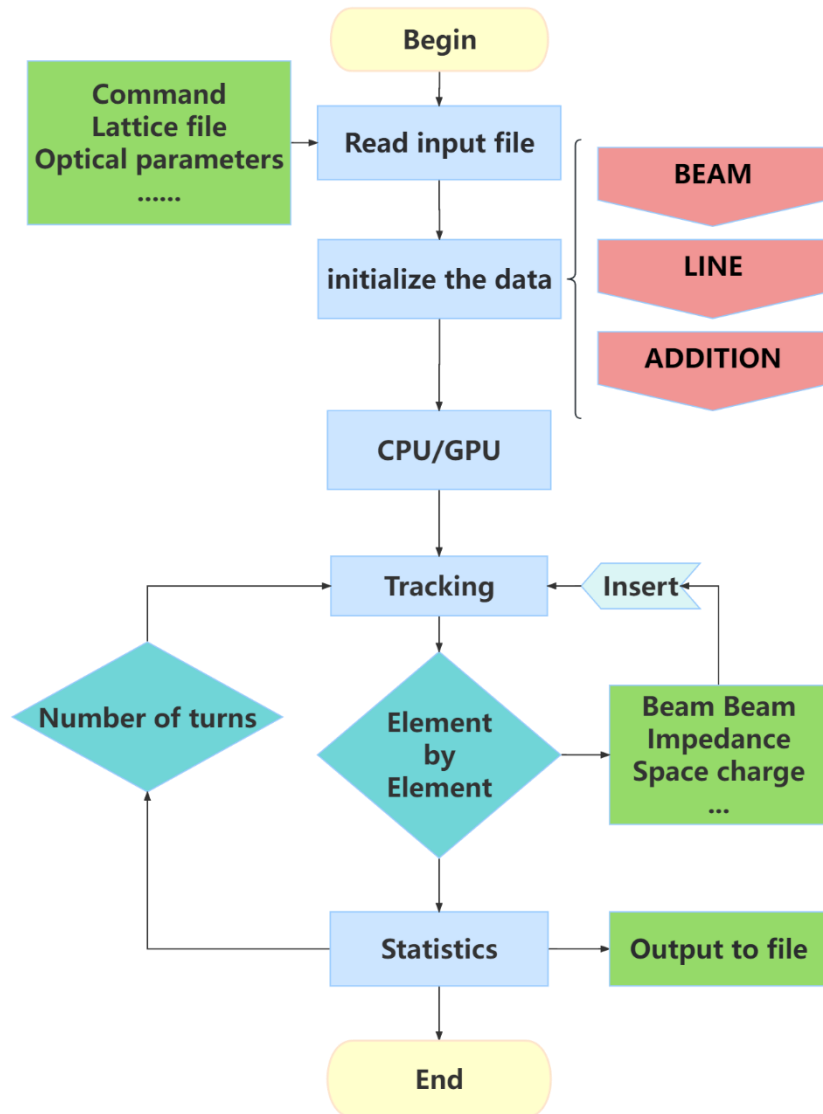 Begin
Command
Lattice file
Optical parameters
......
Read input file
BEAM
initialize the data
LINE
ADDITION
CPU/GPU
Tracking
Insert
Number of turns
Element
by
Element
Beam Beam
Impedance
Space charge
...
Statistics
Output to file
End